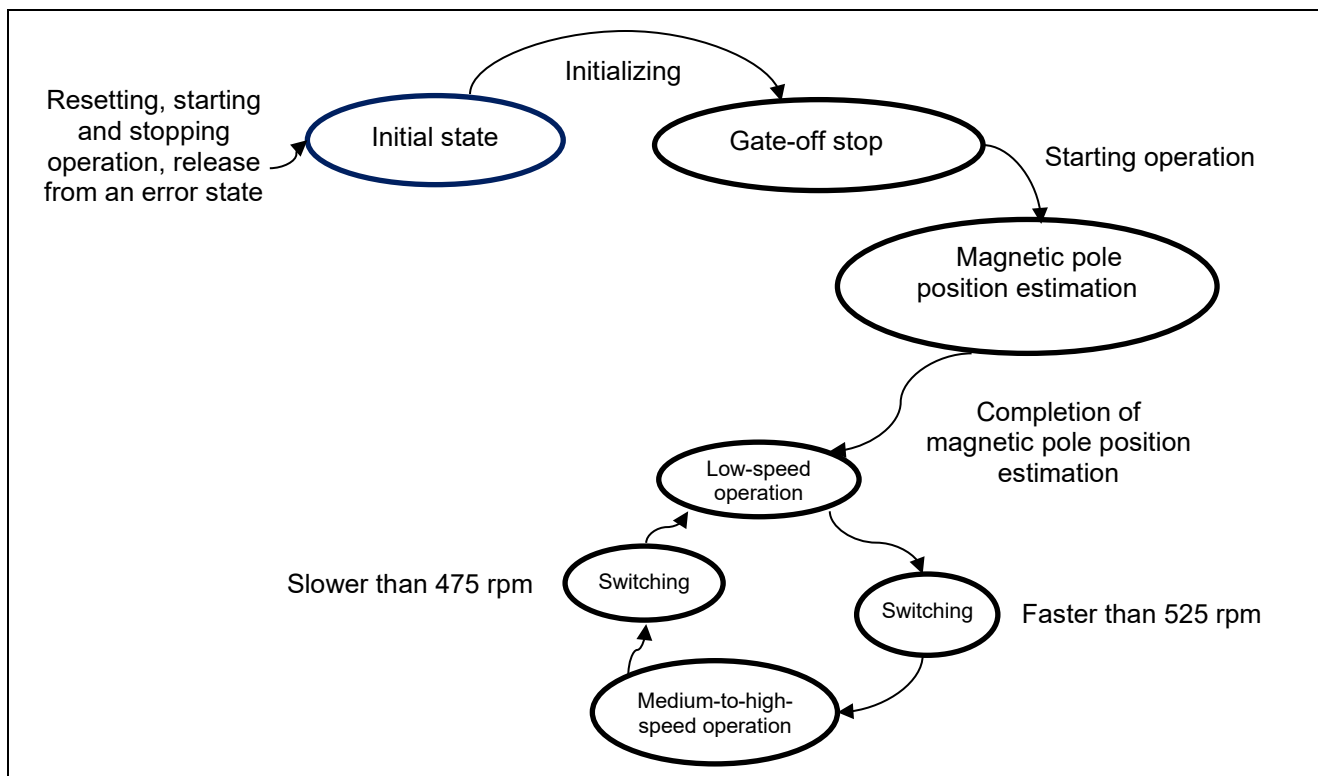 Initializing
Resetting, starting
and stopping
operation, release
from an error state
Initial state
Gate-off stop
Starting operation
Magnetic pole
position estimation
Completion of
magnetic pole position
estimation
Low-speed
operation
Slower than 475 rpm
Switching
Switching
Faster than 525 rpm
Medium-to-high-
speed operation